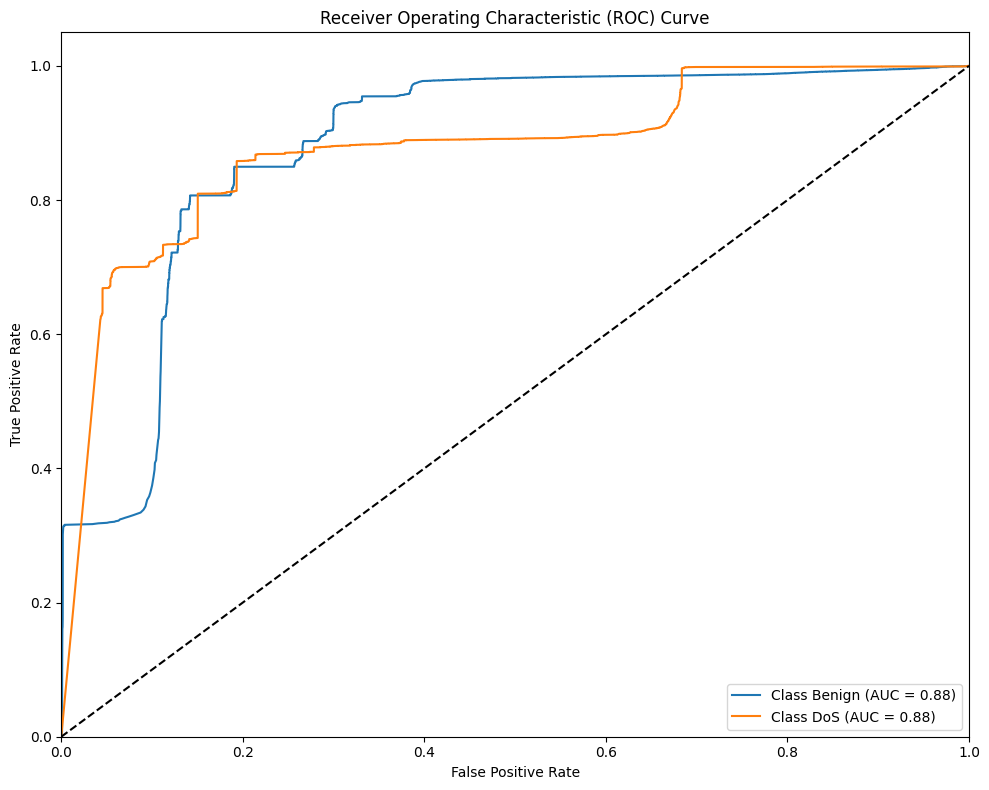 Receiver Operating Characteristic (ROC) Curve
1.0
0.8
0.6
0.4
0.2
0.0
True Positive Rate
0.0 0.2 0.4 0.6 0.8 1.0
False Positive Rate
Class Benign (AUC = 0.88)
Class DoS (AUC = 0.88)